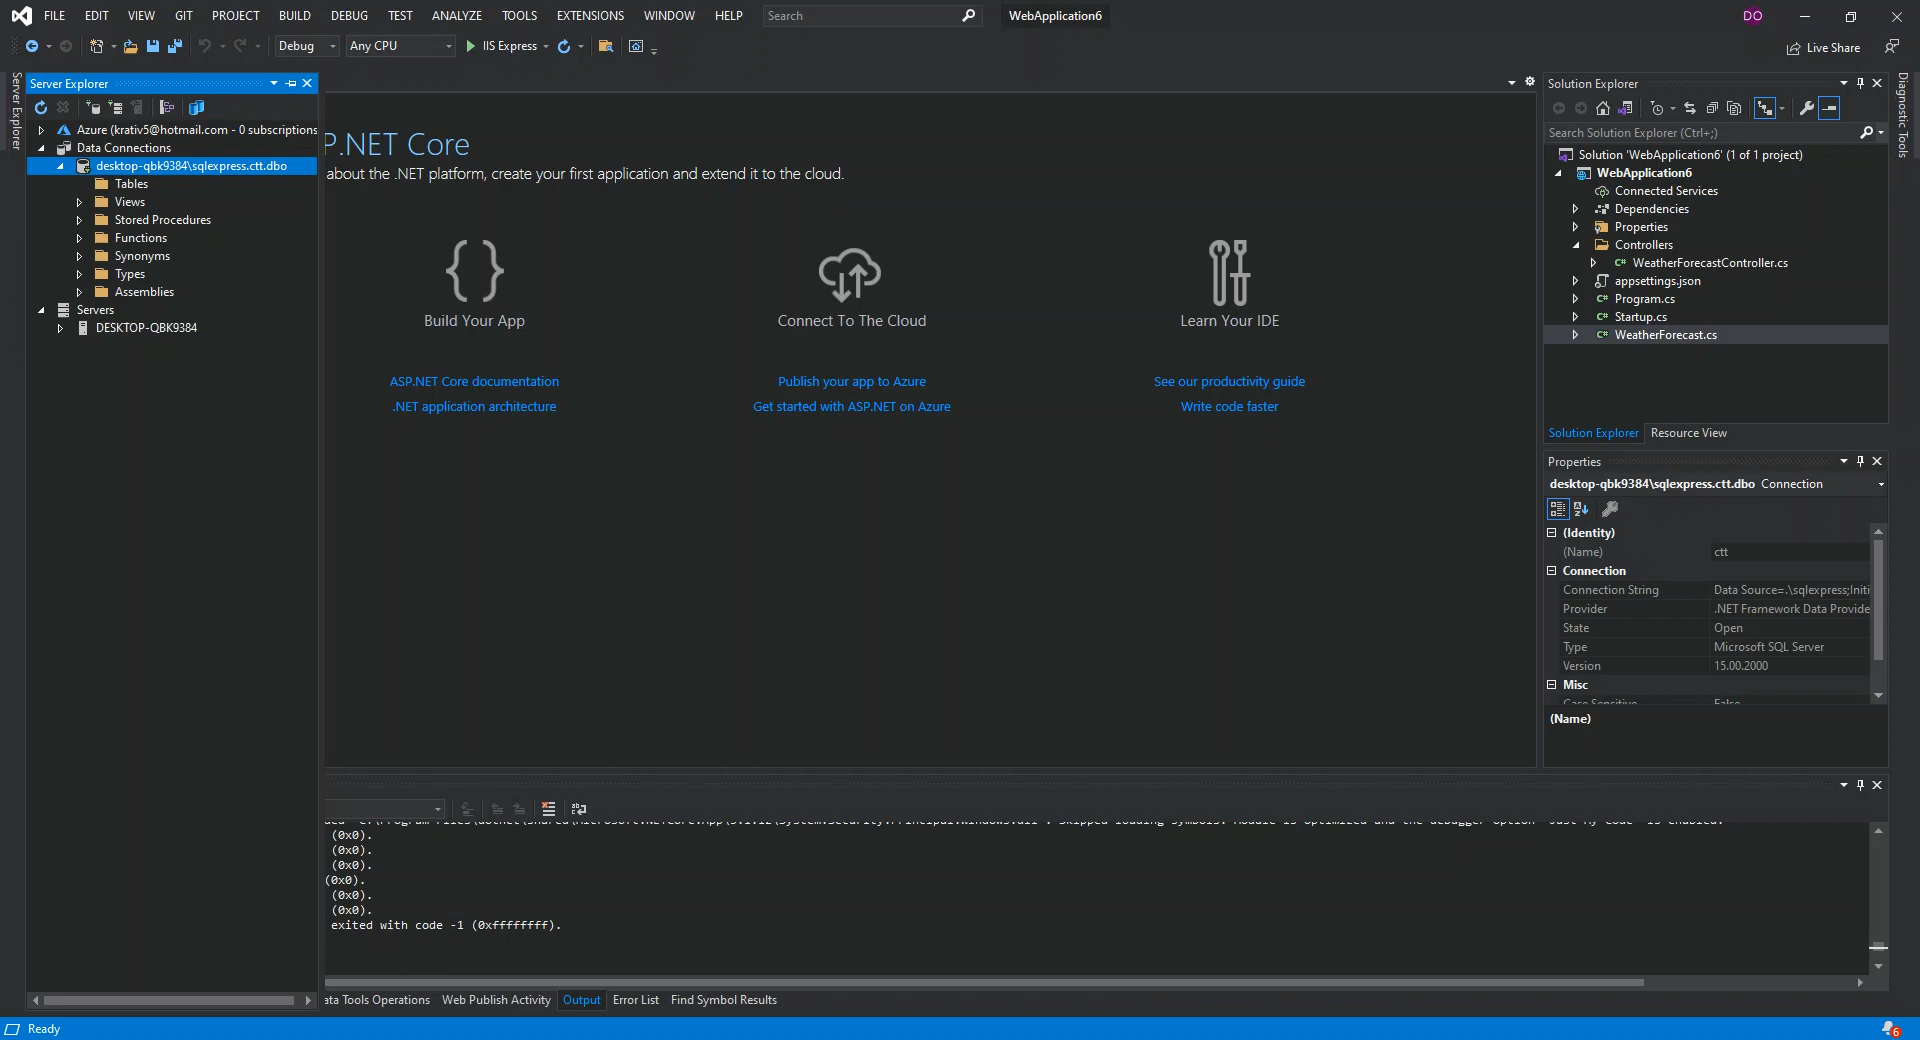 FILE EDIT VIEW GIT PROJECT BUILD DEBUG TEST ANALYZE TOOLS EXTENSIONS WINDOW HELP Search WebApplication6 DO
Debug Any CPU IIS Express Live Share
Server Explorer
Server Explorer
Azure (krativ5@hotmail.com - 0 subscriptions
Data Connections
desktop-qbk9384\sqlexpress.ctt.dbo
Tables
Views
Stored Procedures
Functions
Synonyms
Types
Assemblies
Servers
DESKTOP-QBK9384
P.NET Core
about the .NET platform, create your first application and extend it to the cloud.
Build Your App
ASP.NET Core documentation
.NET application architecture
Connect To The Cloud
Publish your app to Azure
Get started with ASP.NET on Azure
Learn Your IDE
See our productivity guide
Write code faster
Solution Explorer
Search Solution Explorer (Ctrl+;)
Solution 'WebApplication6' (1 of 1 project)
WebApplication6
Connected Services
Dependencies
Properties
Controllers
C# WeatherForecastController.cs
appsettings.json
C# Program.cs
C# Startup.cs
C# WeatherForecast.cs
Solution Explorer Resource View
Diagnostic Tools
Properties
desktop-qbk9384\sqlexpress.ctt.dbo Connection
(Identity)
(Name) ctt
Connection
Connection String Data Source=.\sqlexpress;Initi
Provider .NET Framework Data Provide
State Open
Type Microsoft SQL Server
Version 15.00.2000
Misc
Case Sensitive False
(Name)
(0x0).
(0x0).
(0x0).
(0x0).
(0x0).
(0x0).
exited with code -1 (0xffffffff).
ata Tools Operations Web Publish Activity Output Error List Find Symbol Results
Ready 6